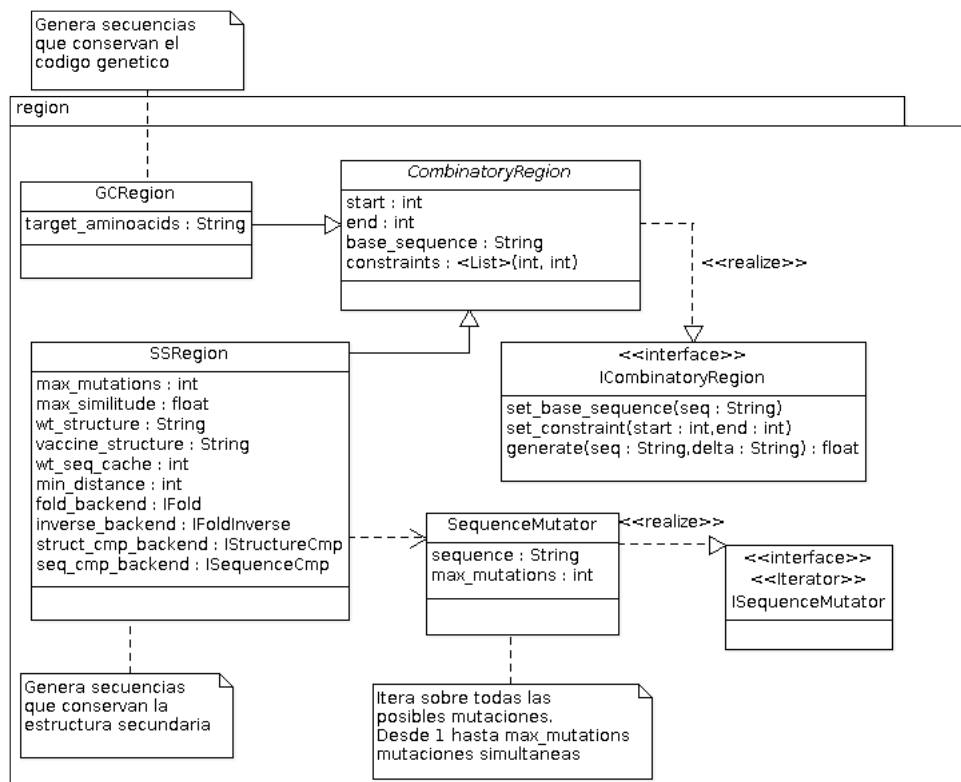 Genera secuencias
que conservan el
codigo genetico
region
GCRegion
target_aminoacids : String
CombinatoryRegion
start : int
end : int
base_sequence : String
constraints : <List>(int, int)
<<realize>>
SSRegion
max_mutations : int
max_similitude : float
wt_structure : String
vaccine_structure : String
wt_seq_cache : int
min_distance : int
fold_backend : IFold
inverse_backend : IFoldInverse
struct_cmp_backend : IStructureCmp
seq_cmp_backend : ISequenceCmp
<<interface>>
ICombinatoryRegion
set_base_sequence(seq : String)
set_constraint(start : int,end : int)
generate(seq : String,delta : String) : float
SequenceMutator
sequence : String
max_mutations : int
<<realize>>
<<interface>>
<<Iterator>>
ISequenceMutator
Genera secuencias
que conservan la
estructura secundaria
Itera sobre todas las
posibles mutaciones.
Desde 1 hasta max_mutations
mutaciones simultaneas